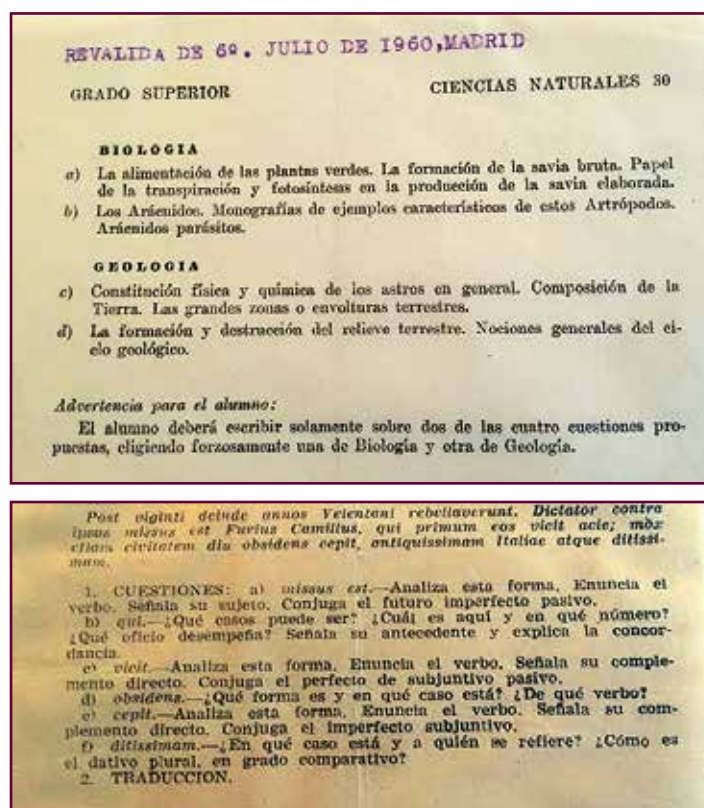 REVALIDA DE 6º. JULIO DE 1960,MADRID
GRADO SUPERIOR CIENCIAS NATURALES 30
BIOLOGIA
a) La alimentación de las plantas verdes. La formación de la savia bruta. Papel
de la transpiración y fotosíntesis en la producción de la savia elaborada.
b) Los Arácnidos. Monografías de ejemplos característicos de estos Artrópodos.
Arácnidos parásitos.
GEOLOGIA
c) Constitución física y química de los astros en general. Composición de la
Tierra. Las grandes zonas o envolturas terrestres.
d) La formación y destrucción del relieve terrestre. Nociones generales del ci-
clo geológico.
Advertencia para el alumno:
El alumno deberá escribir solamente sobre dos de las cuatro cuestiones pro-
puestas, eligiendo forzosamente una de Biología y otra de Geología.
Post viginti deinde annos Veientani rebellaverunt. Dictator contra
ipsos missus est Furius Camillus, qui primum eos vicit acie; mox
etiam civitatem diu obsidens cepit, antiquissimam Italiae atque ditissi-
mam.
1. CUESTIONES: a) missus est.—Analiza esta forma. Enuncia el
verbo. Señala su sujeto. Conjuga el futuro imperfecto pasivo.
b) qui.—¿Qué casos puede ser? ¿Cuál es aquí y en qué número?
¿Qué oficio desempeña? Señala su antecedente y explica la concor-
dancia.
c) vicit.—Analiza esta forma. Enuncia el verbo. Señala su comple-
mento directo. Conjuga el perfecto de subjuntivo pasivo.
d) obsidens.—¿Qué forma es y en qué caso está? ¿De qué verbo?
e) cepit.—Analiza esta forma. Enuncia el verbo. Señala su com-
plemento directo. Conjuga el imperfecto subjuntivo.
f) ditissimam.—¿En qué caso está y a quién se refiere? ¿Cómo es
el dativo plural, en grado comparativo?
2. TRADUCCION.